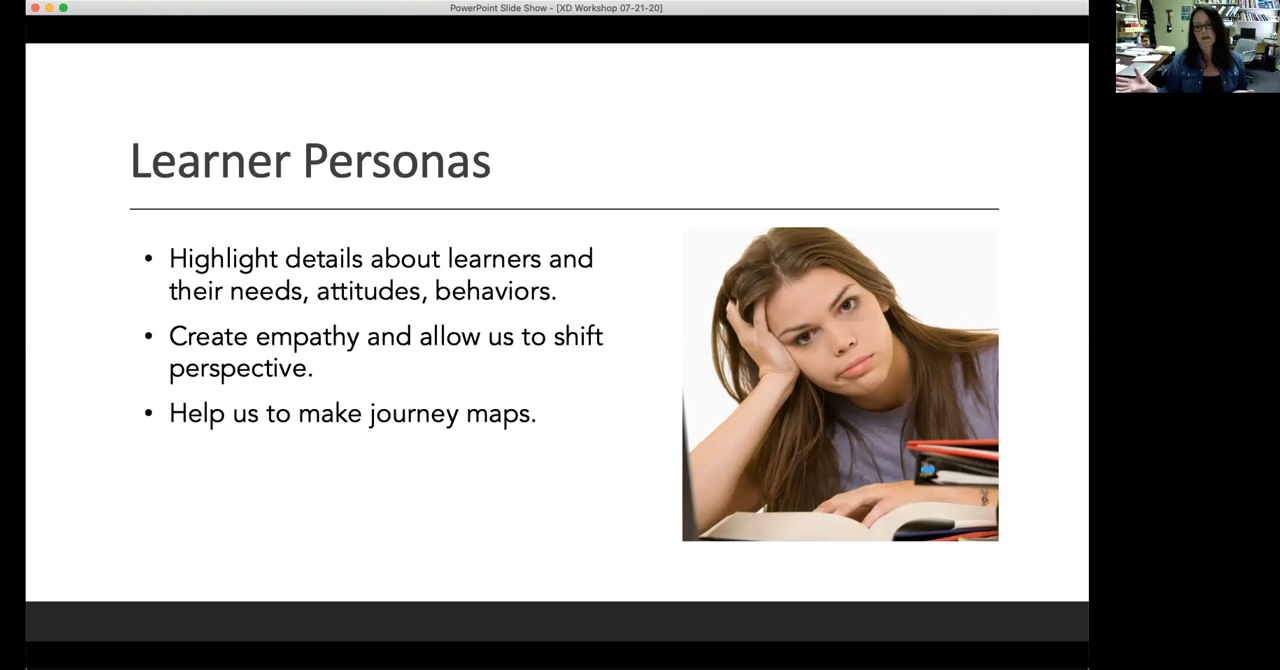 PowerPoint Slide Show - [XD Workshop 07-21-20]
Learner Personas
• Highlight details about learners and
their needs, attitudes, behaviors.
• Create empathy and allow us to shift
perspective.
• Help us to make journey maps.